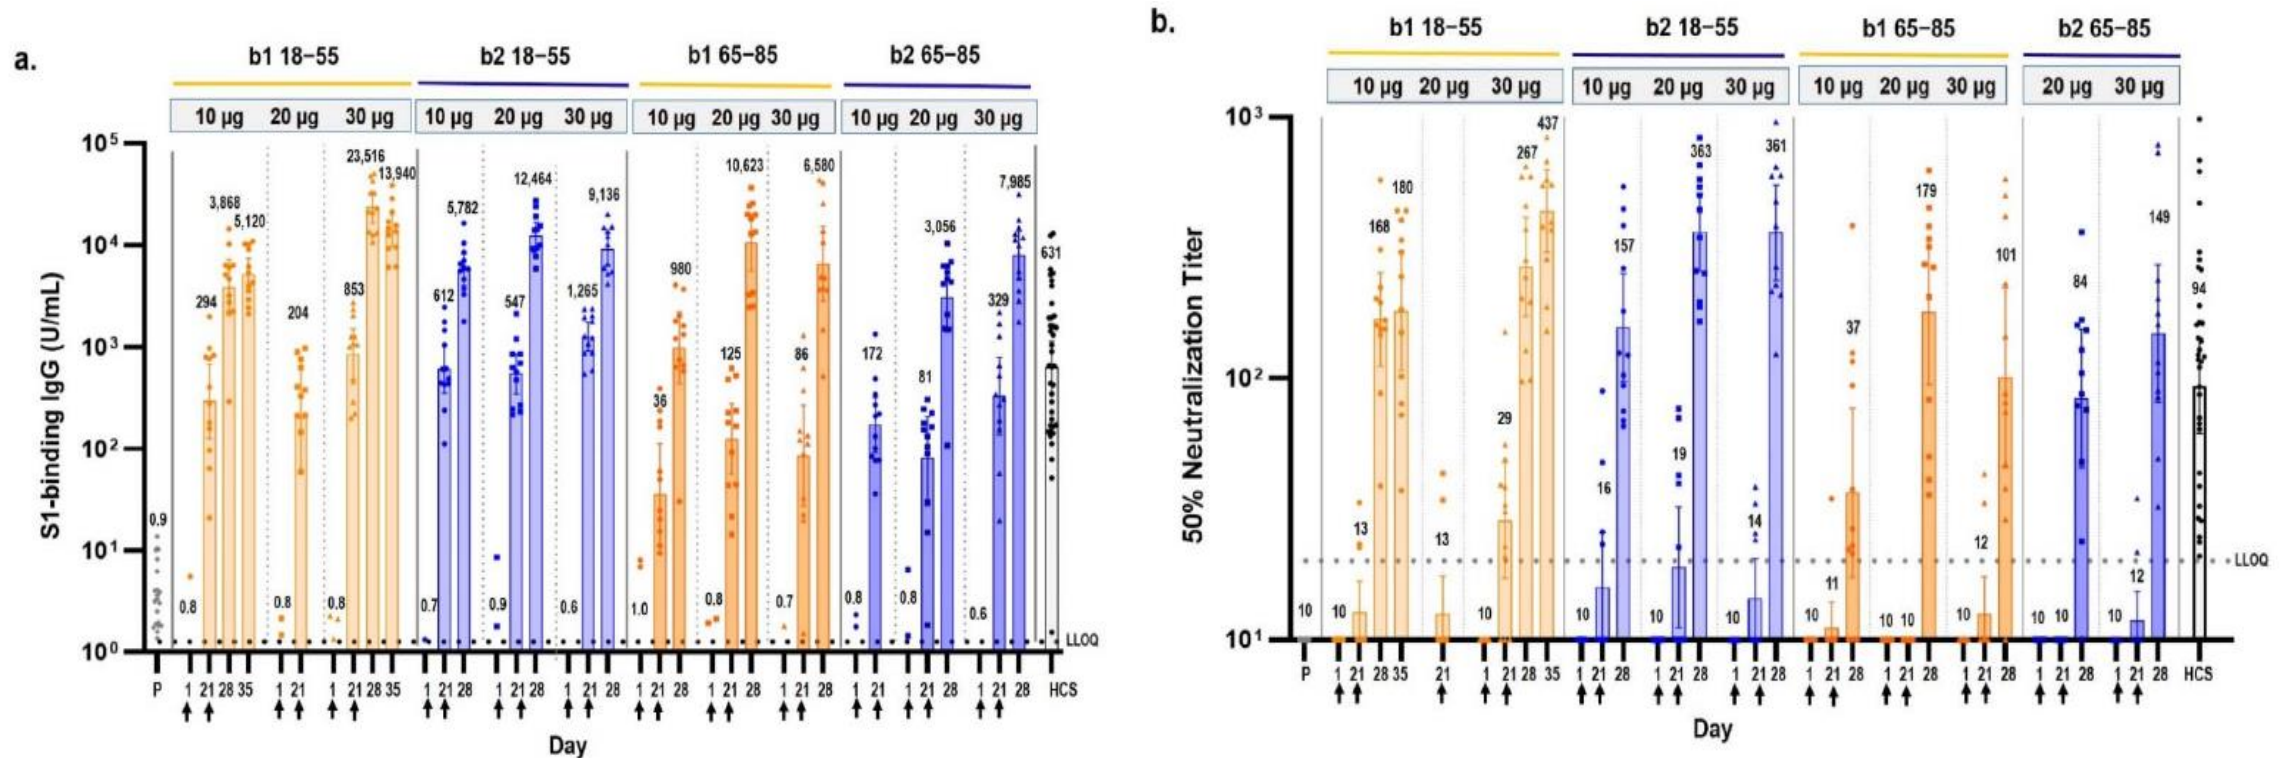 a.
b1 18–55 b2 18–55 b1 65–85 b2 65–85
10 µg 20 µg 30 µg 10 µg 20 µg 30 µg 10 µg 20 µg 30 µg 10 µg 20 µg 30 µg
S1-binding IgG (U/mL)
10⁵
10⁴
10³
10²
10¹
10⁰
0.9
0.8 294 3,868 5,120
0.8 204
0.8 853 23,516 13,940
0.7 612 5,782
0.9 547 12,464
0.6 1,265 9,136
1.0 36 980
0.8 125 10,623
0.7 86 6,580
0.8 172
0.8 81 3,056
0.6 329 7,985
631
LLOQ
P 1 21 28 35 1 21 1 21 28 35 1 21 28 1 21 28 1 21 28 1 21 28 1 21 28 1 21 28 1 21 1 21 28 1 21 28 HCS
Day
b.
b1 18–55 b2 18–55 b1 65–85 b2 65–85
10 µg 20 µg 30 µg 10 µg 20 µg 30 µg 10 µg 20 µg 30 µg 20 µg 30 µg
50% Neutralization Titer
10³
10²
10¹
10
10 13 168 180
13
10 29 267 437
10 16 157
10 19 363
10 14 361
10 11 37
10 10 179
10 12 101
10 10 84
10 12 149
94
LLOQ
P 1 21 28 35 21 1 21 28 35 1 21 28 1 21 28 1 21 28 1 21 28 1 21 28 1 21 28 1 21 28 1 21 28 HCS
Day